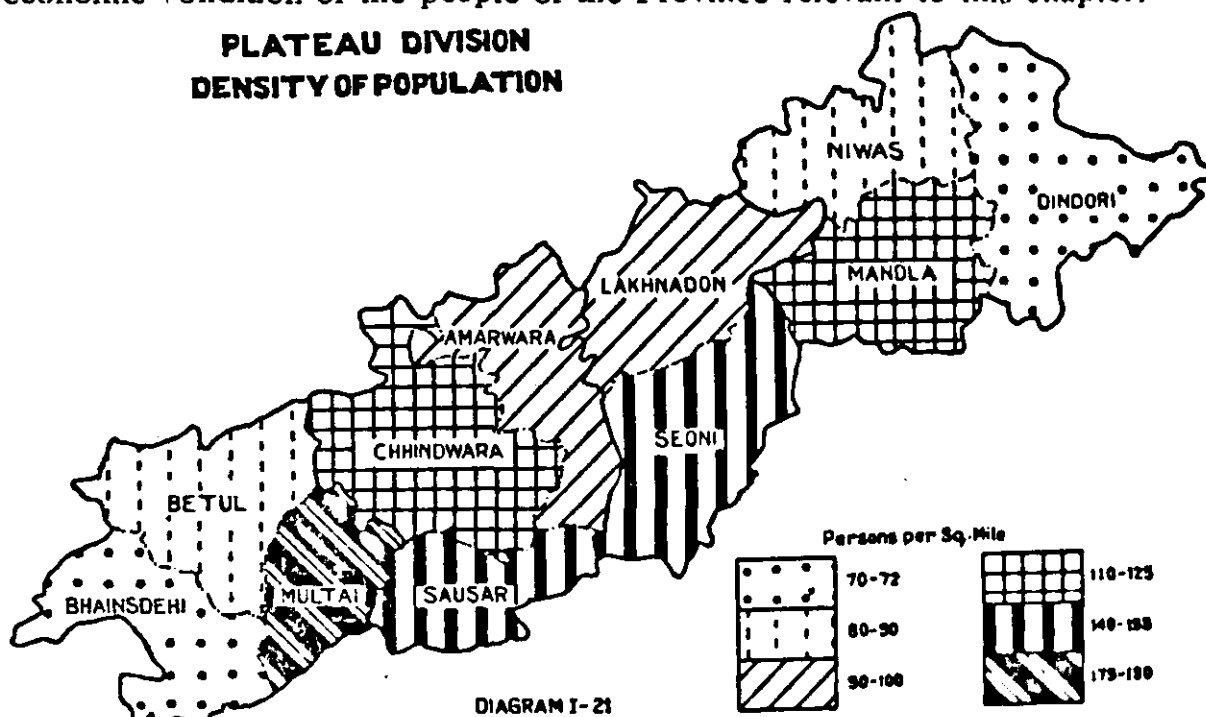 economic condition of the people of the Province relevant to this chapter.
PLATEAU DIVISION
DENSITY OF POPULATION
NIWAS
DINDORI
MANDLA
LAKHNADON
AMARWARA
SEONI
CHHINDWARA
BETUL
BHAINSDEHI
MULTAI
SAUSAR
Persons per Sq. Mile
70-72
80-90
90-100
110-125
175-180
DIAGRAM I-21